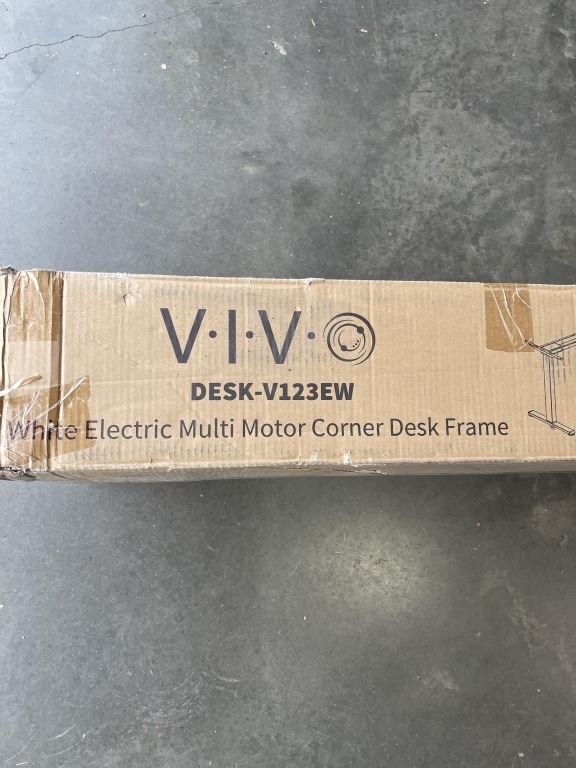 V·I·V·O
DESK-V123EW
White Electric Multi Motor Corner Desk Frame